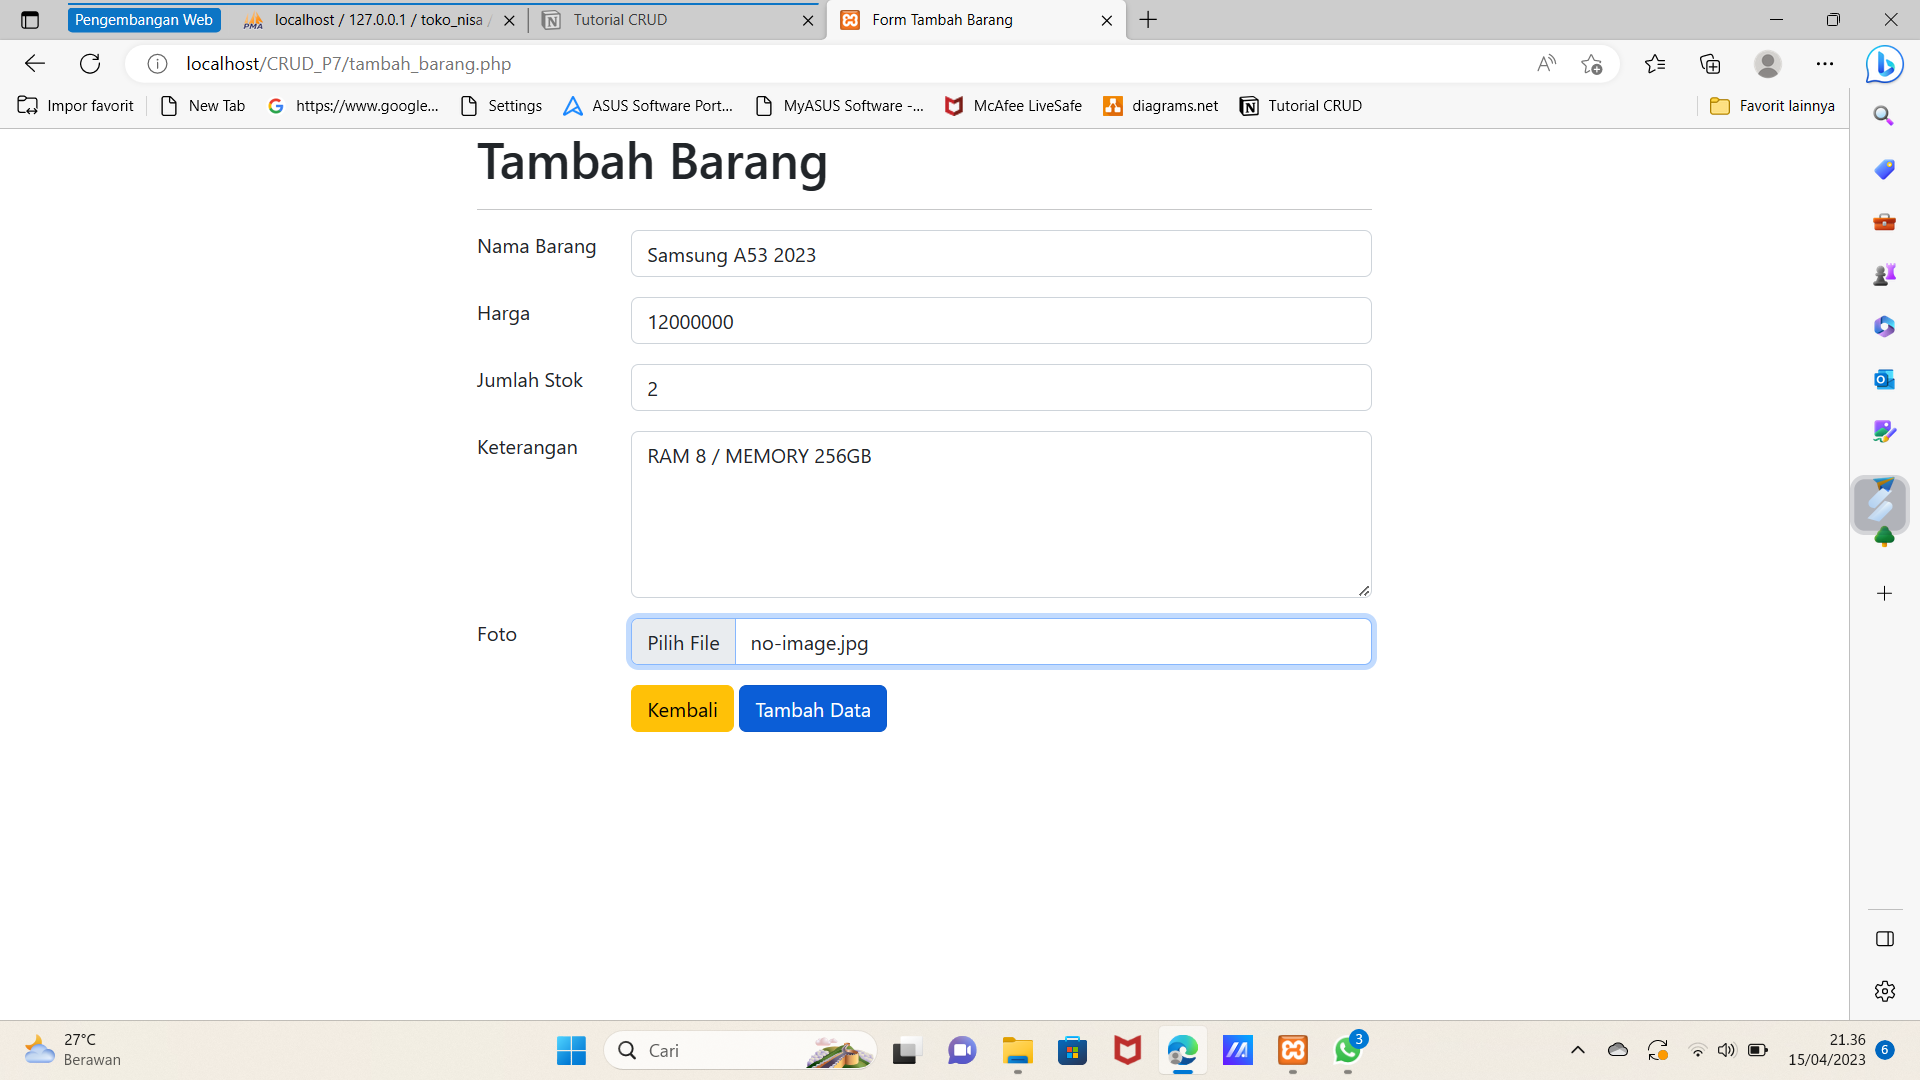 Pengembangan Web
localhost / 127.0.0.1 / toko_nisa /
Tutorial CRUD
Form Tambah Barang
localhost/CRUD_P7/tambah_barang.php
Impor favorit
New Tab
https://www.google...
Settings
ASUS Software Port...
MyASUS Software -...
McAfee LiveSafe
diagrams.net
Tutorial CRUD
Favorit lainnya
Tambah Barang
Nama Barang
Samsung A53 2023
Harga
12000000
Jumlah Stok
2
Keterangan
RAM 8 / MEMORY 256GB
Foto
Pilih File
no-image.jpg
Kembali
Tambah Data
27°C
Berawan
Cari
3
21.36
15/04/2023
6